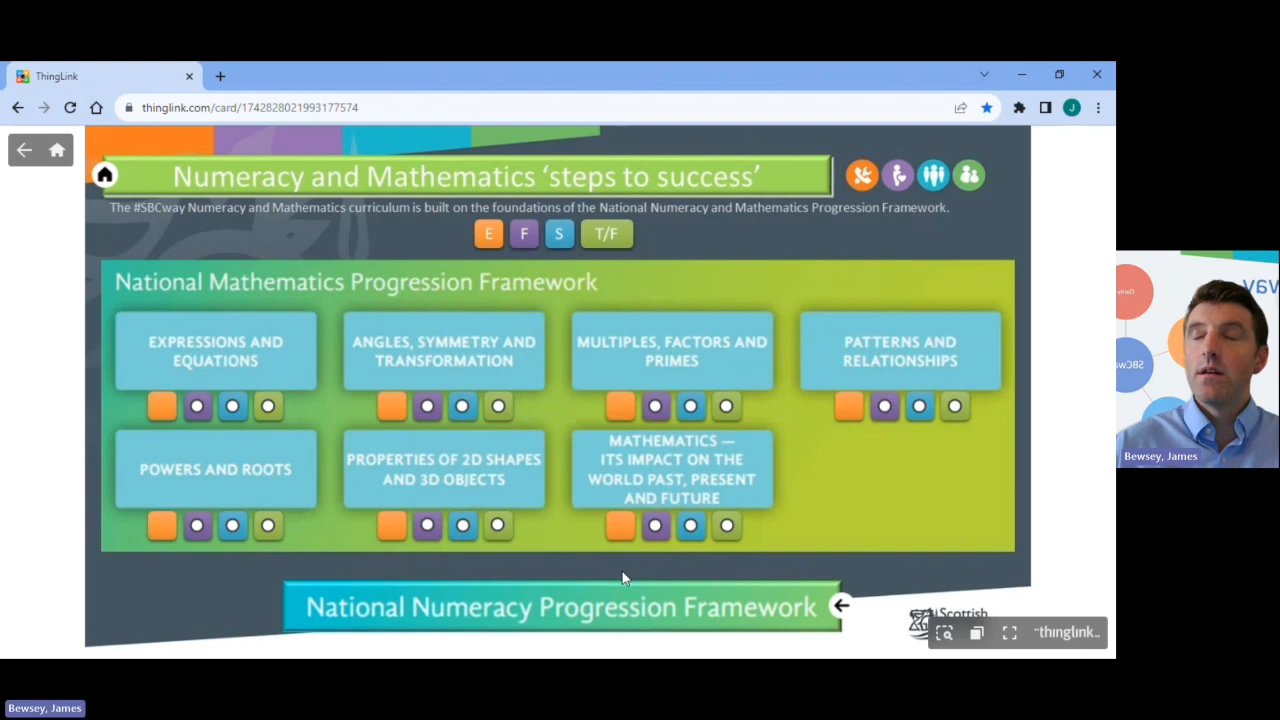 ThingLink
thinglink.com/card/1742828021993177574
J
Numeracy and Mathematics ‘steps to success’
The #SBCway Numeracy and Mathematics curriculum is built on the foundations of the National Numeracy and Mathematics Progression Framework.
E F S T/F
National Mathematics Progression Framework
EXPRESSIONS AND
EQUATIONS
ANGLES, SYMMETRY AND
TRANSFORMATION
MULTIPLES, FACTORS AND
PRIMES
PATTERNS AND
RELATIONSHIPS
POWERS AND ROOTS
PROPERTIES OF 2D SHAPES
AND 3D OBJECTS
MATHEMATICS —
ITS IMPACT ON THE
WORLD PAST, PRESENT
AND FUTURE
National Numeracy Progression Framework
Scottish
thinglink..
Bewsey, James
Bewsey, James